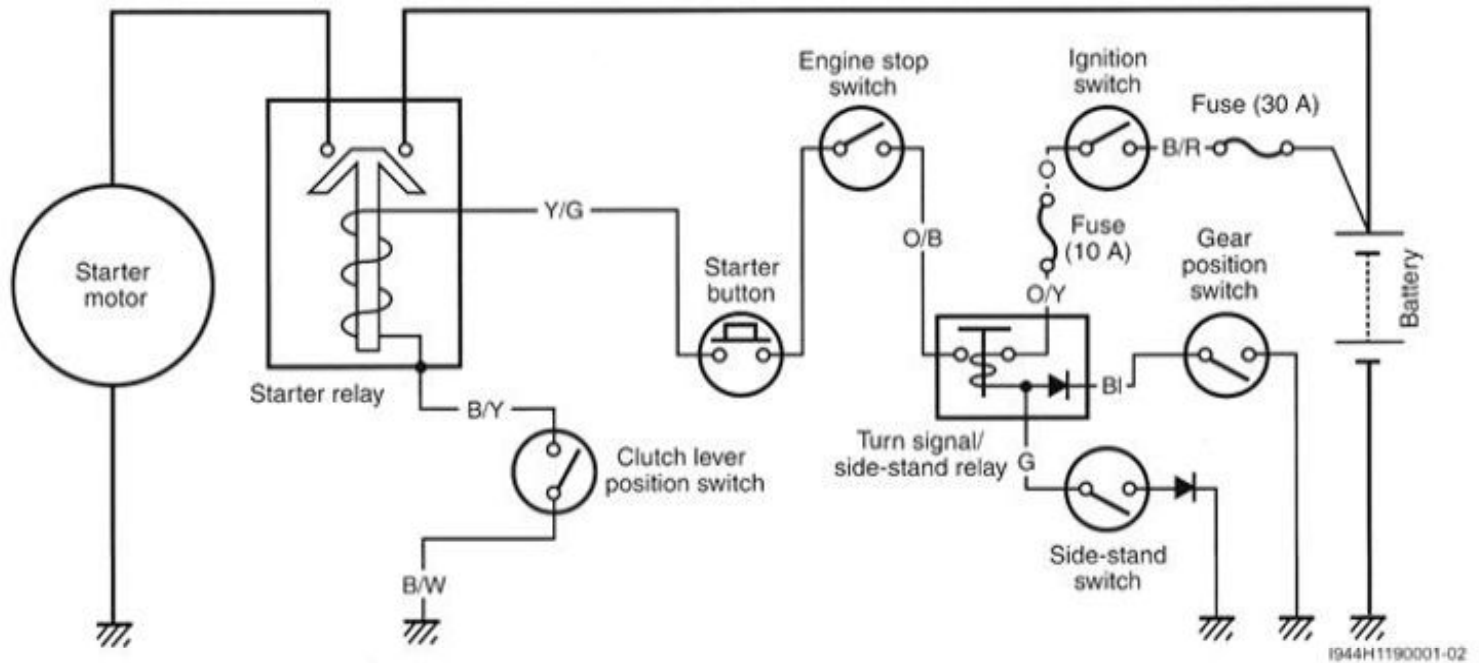 Engine stop
switch
Ignition
switch
Fuse (30 A)
B/R
O
Y/G
O/B
Fuse
(10 A)
Gear
position
switch
Starter
motor
Starter
button
O/Y
Battery
Starter relay
BI
B/Y
Clutch lever
position switch
Turn signal/
side-stand relay
G
Side-stand
switch
B/W
I944H1190001-02